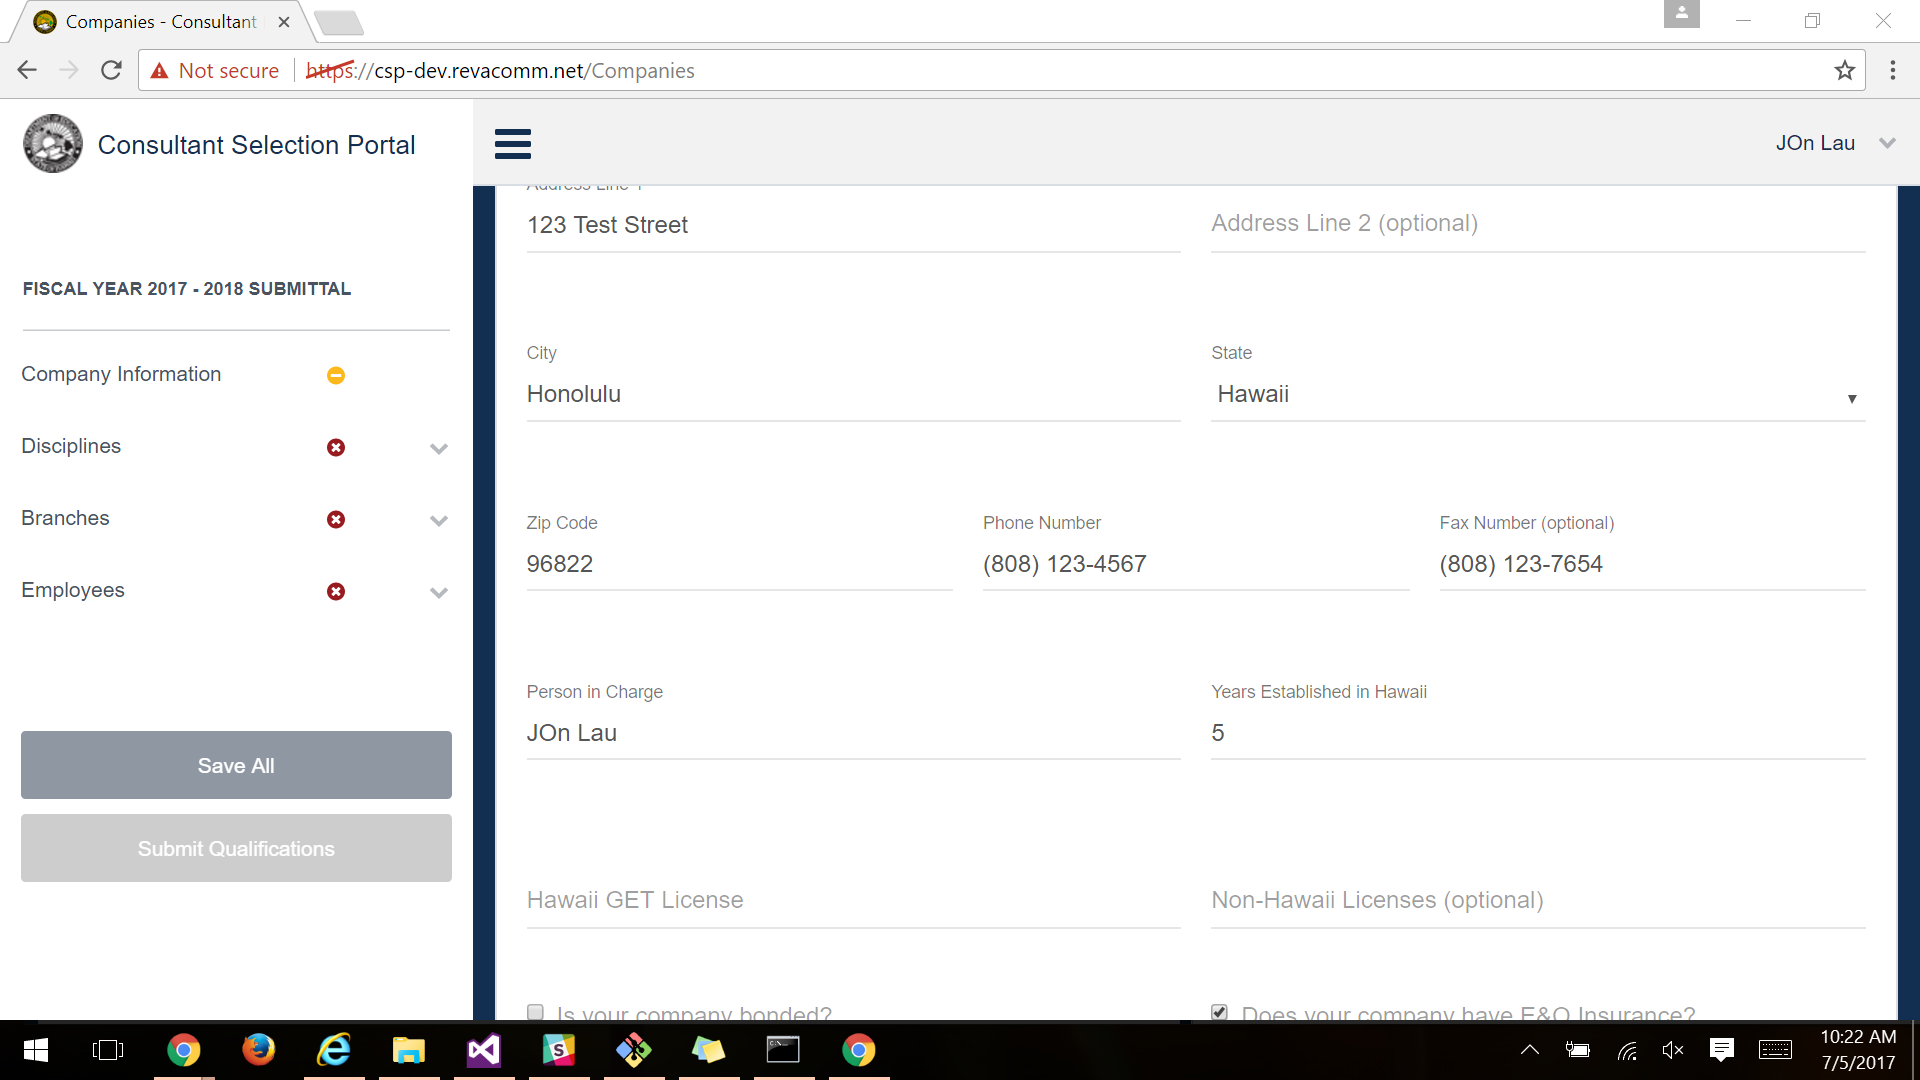 Companies - Consultant
Not secure
https://csp-dev.revacomm.net/Companies
Consultant Selection Portal
JOn Lau
FISCAL YEAR 2017 - 2018 SUBMITTAL
Company Information
Disciplines
Branches
Employees
Save All
Submit Qualifications
Address Line 1
123 Test Street
Address Line 2 (optional)
City
Honolulu
State
Hawaii
Zip Code
96822
Phone Number
(808) 123-4567
Fax Number (optional)
(808) 123-7654
Person in Charge
JOn Lau
Years Established in Hawaii
5
Hawaii GET License
Non-Hawaii Licenses (optional)
Is your company bonded?
Does your company have E&O Insurance?
10:22 AM
7/5/2017